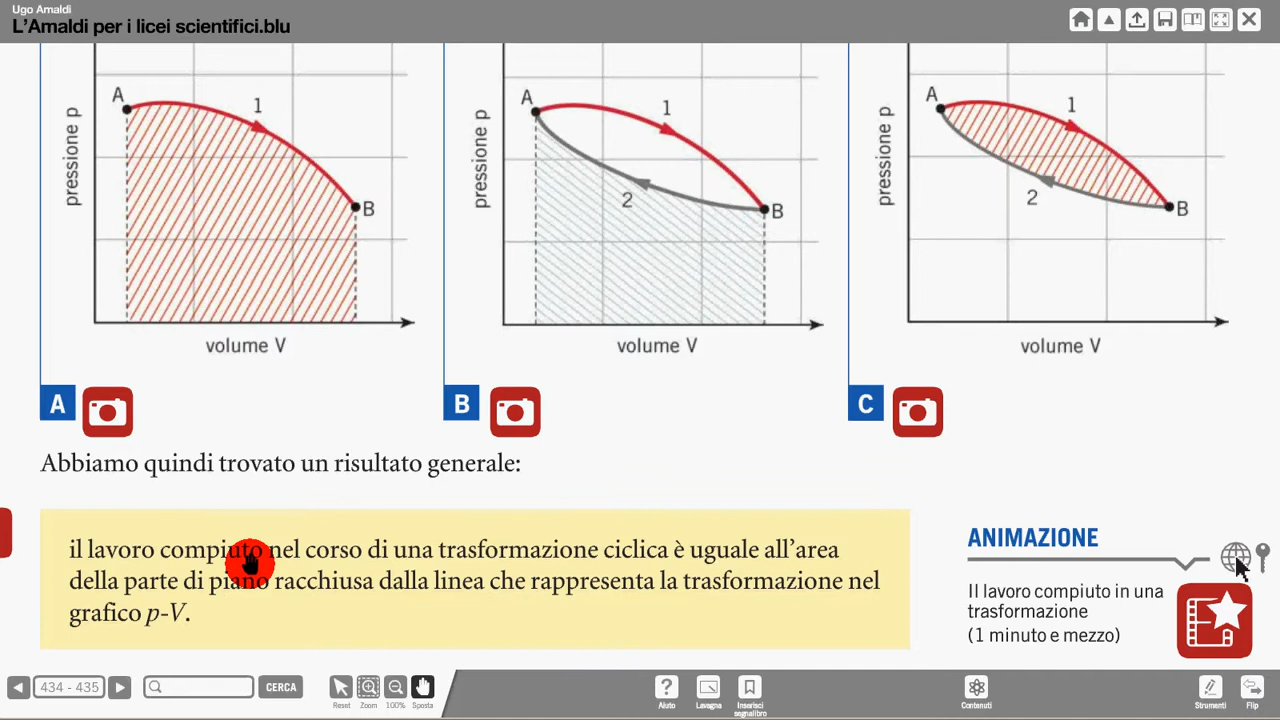 Ugo Amaldi
L'Amaldi per i licei scientifici.blu
A
1
B
pressione p
volume V
A
A
1
2
B
pressione p
volume V
B
A
1
2
B
pressione p
volume V
C
Abbiamo quindi trovato un risultato generale:
il lavoro compiuto nel corso di una trasformazione ciclica è uguale all'area
della parte di piano racchiusa dalla linea che rappresenta la trasformazione nel
grafico p-V.
ANIMAZIONE
Il lavoro compiuto in una
trasformazione
(1 minuto e mezzo)
434 - 435
CERCA
Reset
Zoom
100%
Sposta
?
Aiuto
Lavagna
Inserisci
segnalibro
Contenuti
Strumenti
Flip